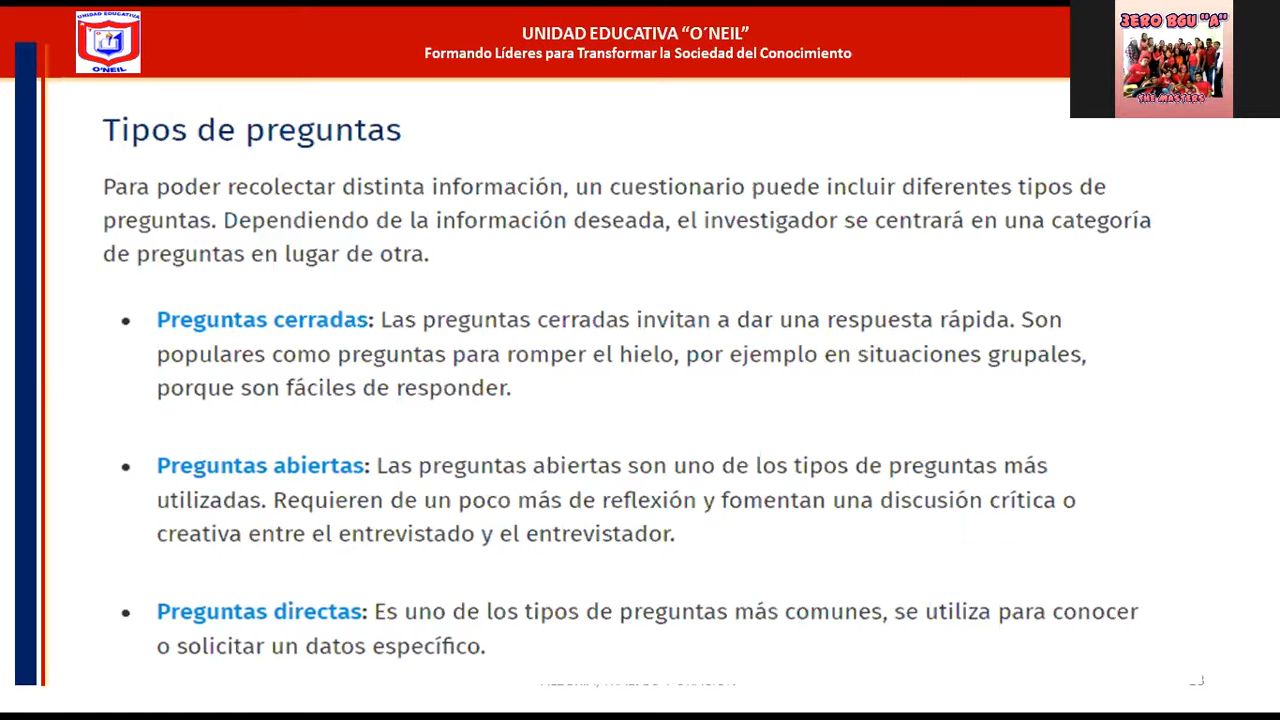 UNIDAD EDUCATIVA
O'NEIL
UNIDAD EDUCATIVA “O´NEIL”
Formando Líderes para Transformar la Sociedad del Conocimiento
3ERO BGU "A"
THE MASTERS
Tipos de preguntas
Para poder recolectar distinta información, un cuestionario puede incluir diferentes tipos de
preguntas. Dependiendo de la información deseada, el investigador se centrará en una categoría
de preguntas en lugar de otra.
• Preguntas cerradas: Las preguntas cerradas invitan a dar una respuesta rápida. Son
populares como preguntas para romper el hielo, por ejemplo en situaciones grupales,
porque son fáciles de responder.
• Preguntas abiertas: Las preguntas abiertas son uno de los tipos de preguntas más
utilizadas. Requieren de un poco más de reflexión y fomentan una discusión crítica o
creativa entre el entrevistado y el entrevistador.
• Preguntas directas: Es uno de los tipos de preguntas más comunes, se utiliza para conocer
o solicitar un datos específico.